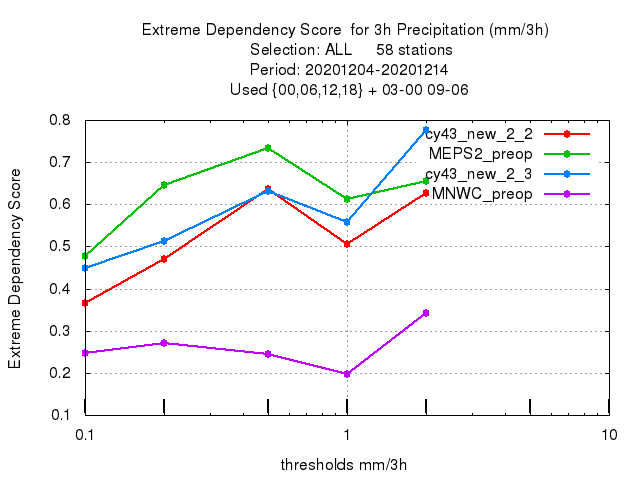 Extreme Dependency Score for 3h Precipitation (mm/3h)
Selection: ALL 58 stations
Period: 20201204-20201214
Used {00,06,12,18} + 03-00 09-06
Extreme Dependency Score
0.8
0.7
0.6
0.5
0.4
0.3
0.2
0.1
cy43_new_2_2
MEPS2_preop
cy43_new_2_3
MNWC_preop
0.1
1
10
thresholds mm/3h